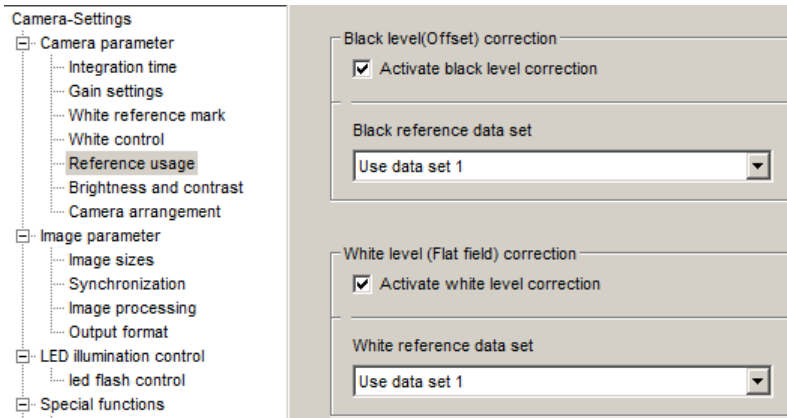 Camera-Settings
Camera parameter
Integration time
Gain settings
White reference mark
White control
Reference usage
Brightness and contrast
Camera arrangement
Image parameter
Image sizes
Synchronization
Image processing
Output format
LED illumination control
led flash control
Special functions
Black level(Offset) correction
Activate black level correction
Black reference data set
Use data set 1
White level (Flat field) correction
Activate white level correction
White reference data set
Use data set 1